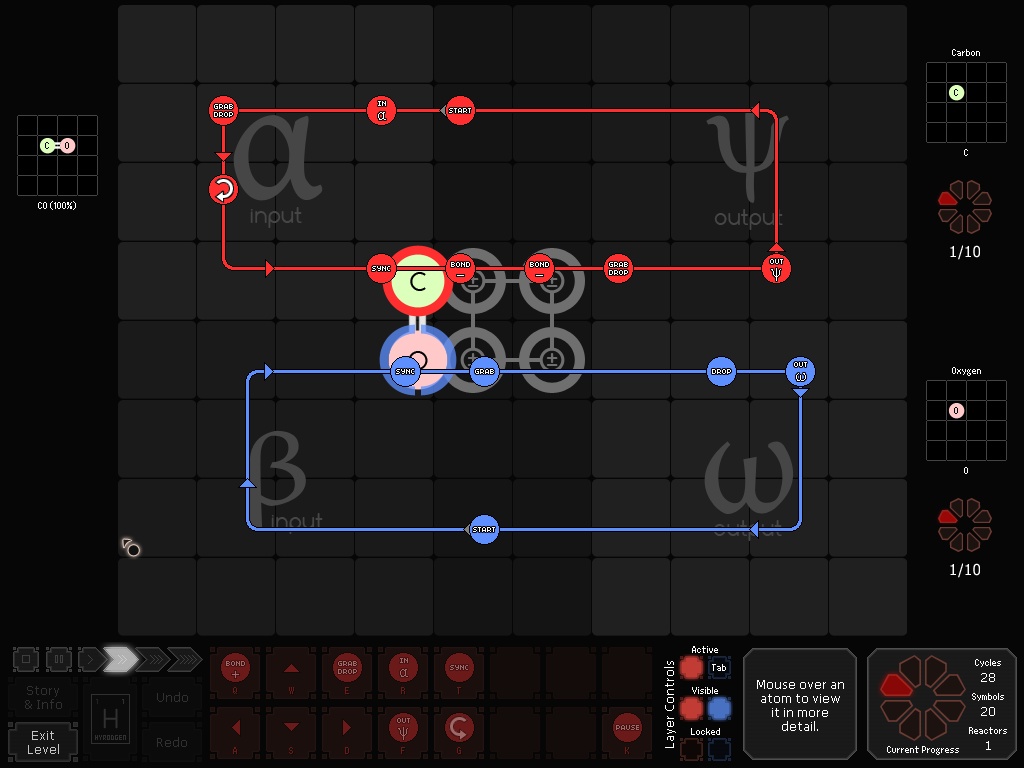 Carbon
C
C
1/10
C O
CO (100%)
GRAB
DROP
IN
α
START
α
input
ψ
output
SYNC
BOND
−
BOND
−
GRAB
DROP
OUT
ψ
C
±
±
±
±
O
SYNC
GRAB
DROP
OUT
ω
Oxygen
O
O
1/10
β
input
START
ω
output
Story
& Info
Exit
Level
1 1
H
HYDROGEN
Undo
Redo
BOND
+
Q
W
GRAB
DROP
E
IN
α
R
SYNC
T
A
S
D
OUT
ψ
F
G
PAUSE
K
Layer Controls
Active
Tab
Visible
Locked
Mouse over an
atom to view
it in more
detail.
Cycles
28
Symbols
20
Reactors
1
Current Progress